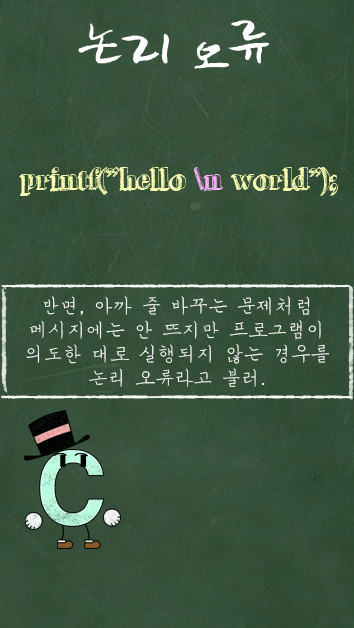 논리 오류
printf("hello \n world");
반면, 아까 줄 바꾸는 문제처럼
메시지에는 안 뜨지만 프로그램이
의도한 대로 실행되지 않는 경우를
논리 오류라고 불러.
C